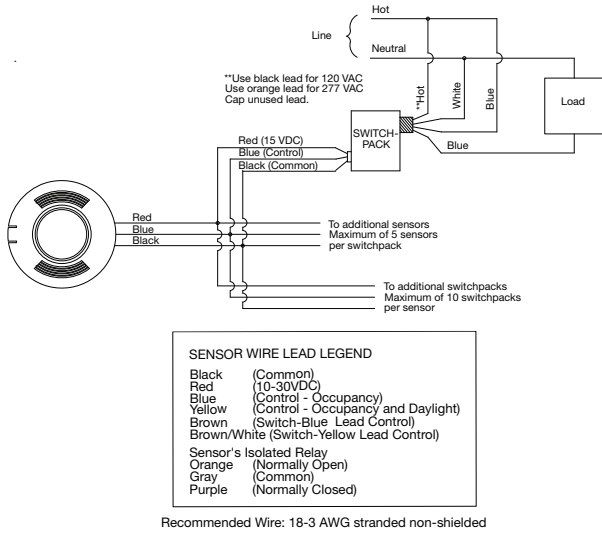 Hot
Line
Neutral
**Use black lead for 120 VAC
Use orange lead for 277 VAC
Cap unused lead.
**Hot
White
Blue
Load
SWITCH-
PACK
Red (15 VDC)
Blue (Control)
Black (Common)
Blue
Red
Blue
Black
To additional sensors
Maximum of 5 sensors
per switchpack
To additional switchpacks
Maximum of 10 switchpacks
per sensor
SENSOR WIRE LEAD LEGEND
Black (Common)
Red (10-30VDC)
Blue (Control - Occupancy)
Yellow (Control - Occupancy and Daylight)
Brown (Switch-Blue Lead Control)
Brown/White (Switch-Yellow Lead Control)
Sensor's Isolated Relay
Orange (Normally Open)
Gray (Common)
Purple (Normally Closed)
Recommended Wire: 18-3 AWG stranded non-shielded